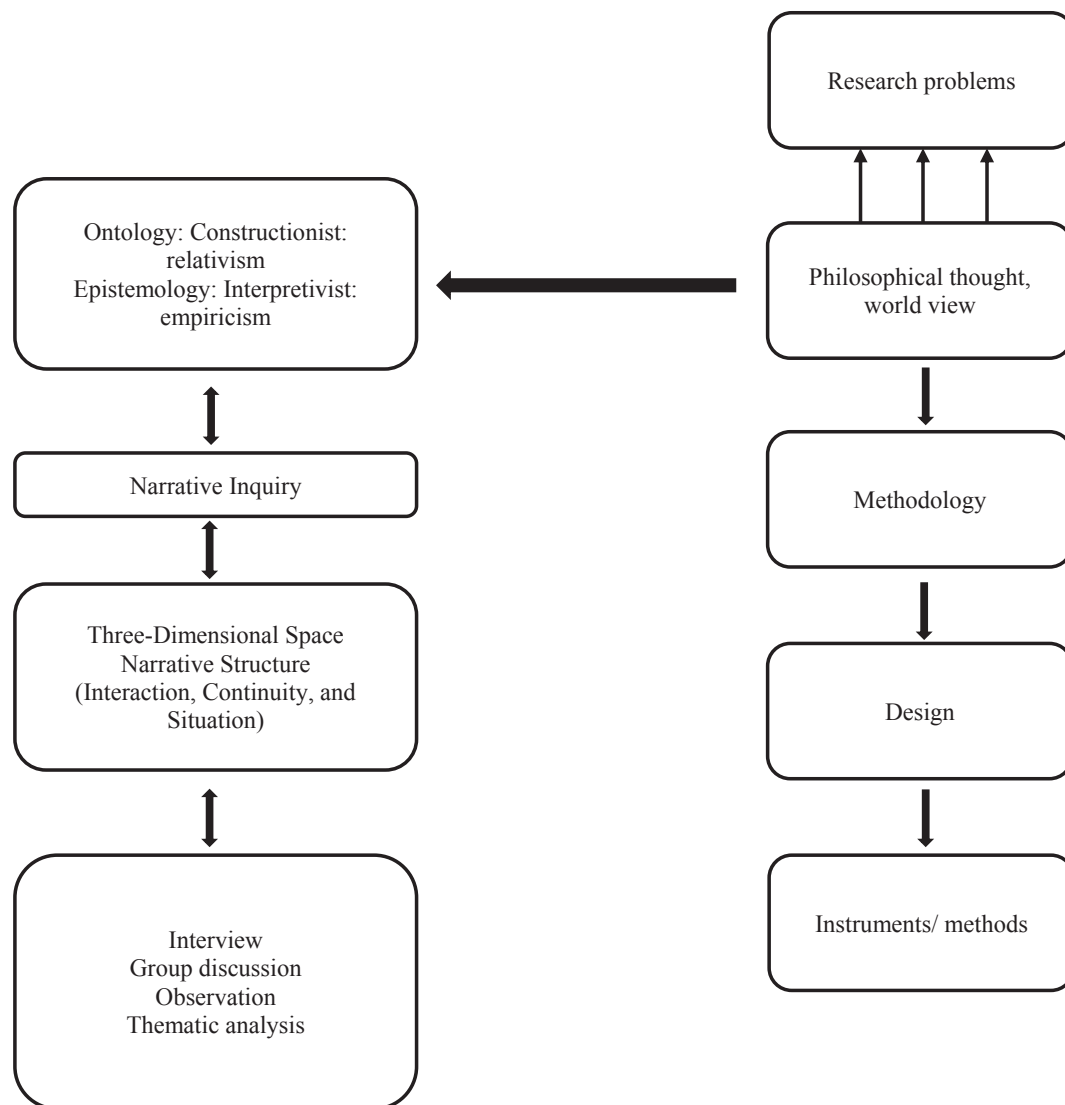 Research problems
Ontology: Constructionist:
relativism
Epistemology: Interpretivist:
empiricism
Philosophical thought,
world view
Narrative Inquiry
Methodology
Three-Dimensional Space
Narrative Structure
(Interaction, Continuity, and
Situation)
Design
Interview
Group discussion
Observation
Thematic analysis
Instruments/ methods